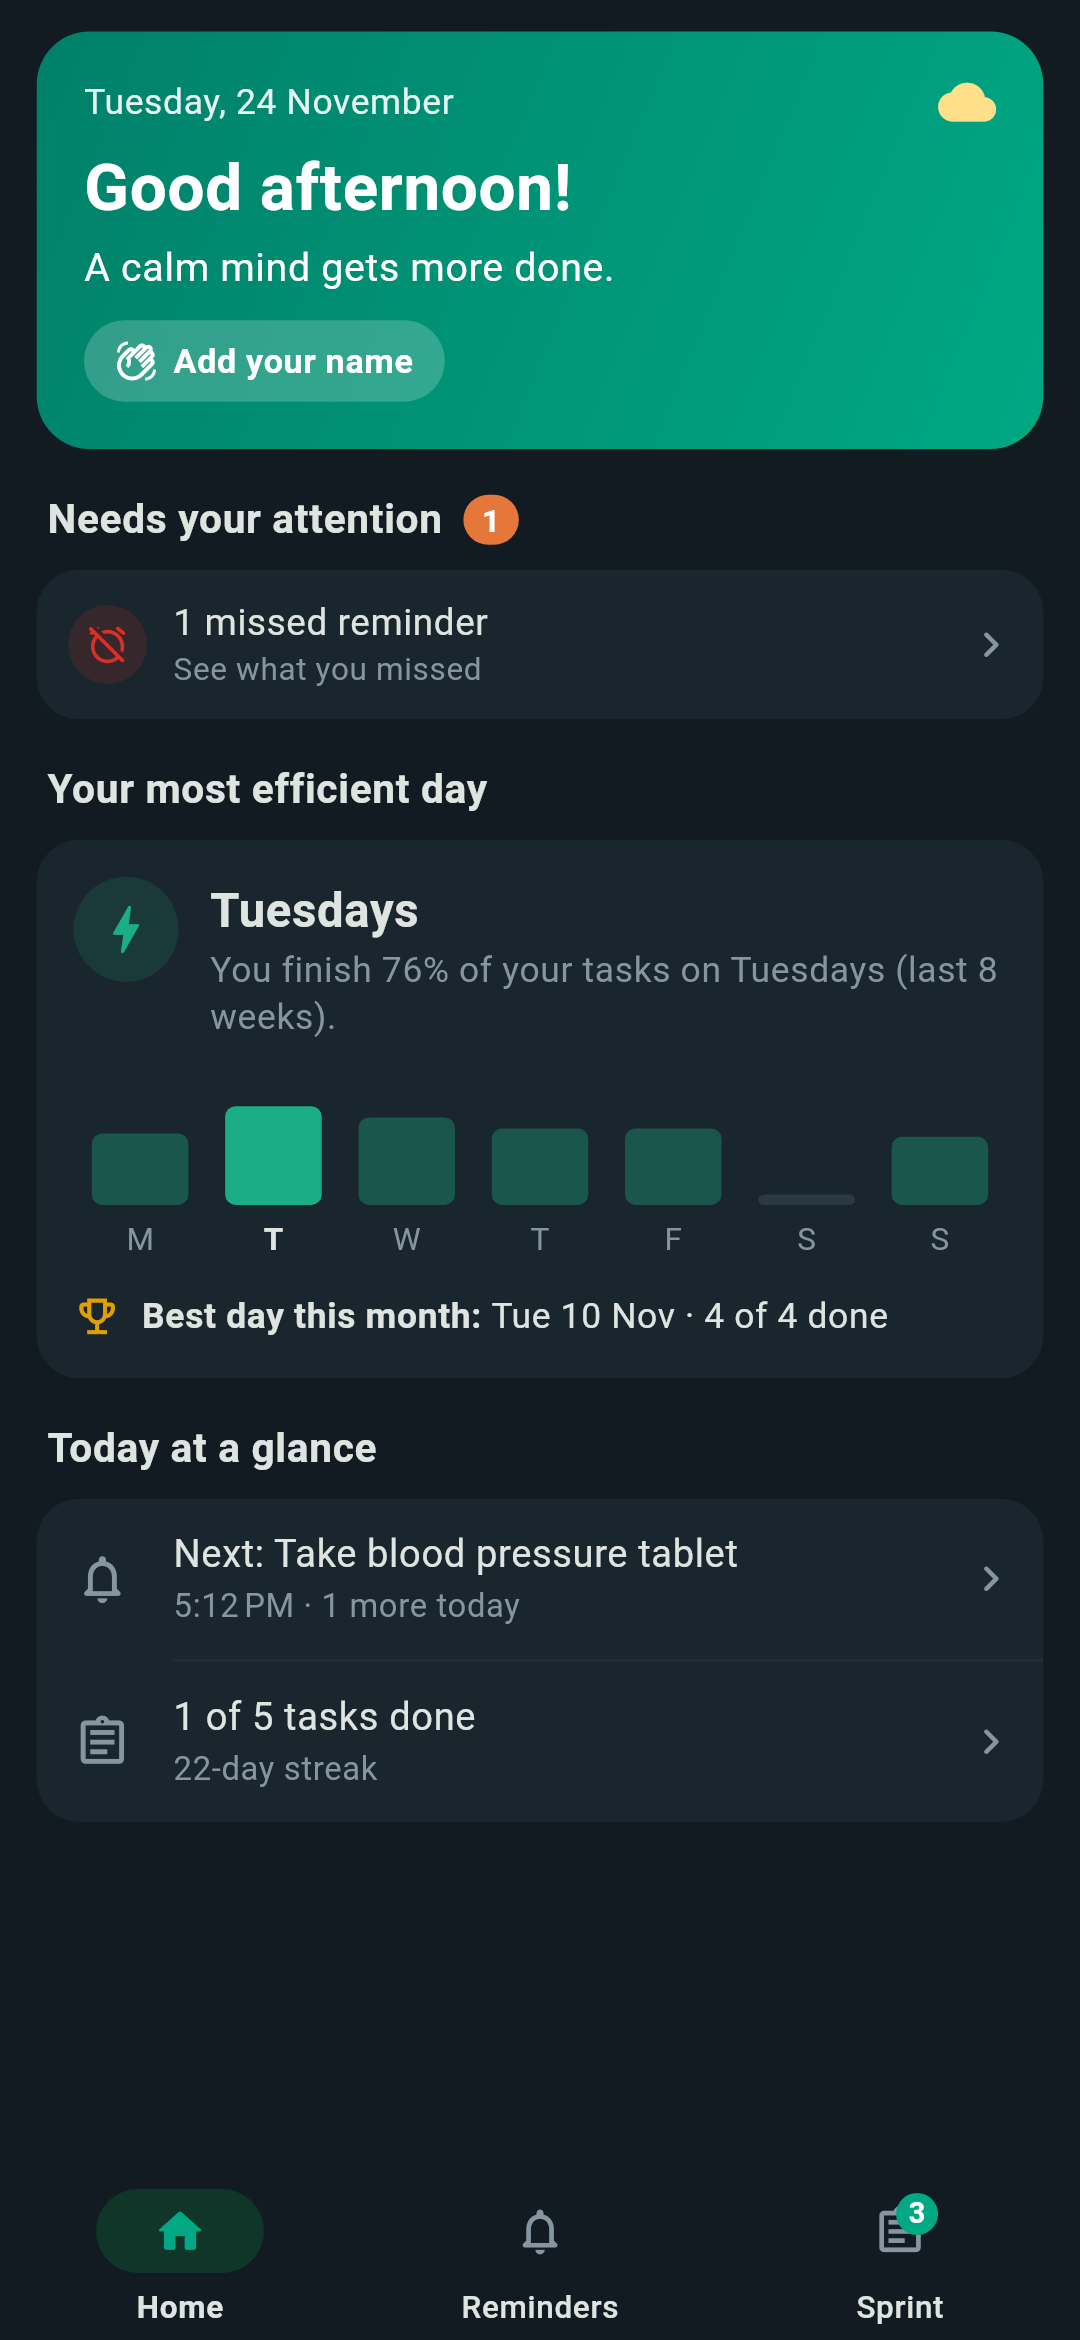 Tuesday, 24 November
Good afternoon!
A calm mind gets more done.
Add your name
Needs your attention 1
1 missed reminder
See what you missed
Your most efficient day
Tuesdays
You finish 76% of your tasks on Tuesdays (last 8
weeks).
M T W T F S S
Best day this month: Tue 10 Nov · 4 of 4 done
Today at a glance
Next: Take blood pressure tablet
5:12 PM · 1 more today
1 of 5 tasks done
22-day streak
3
Home Reminders Sprint